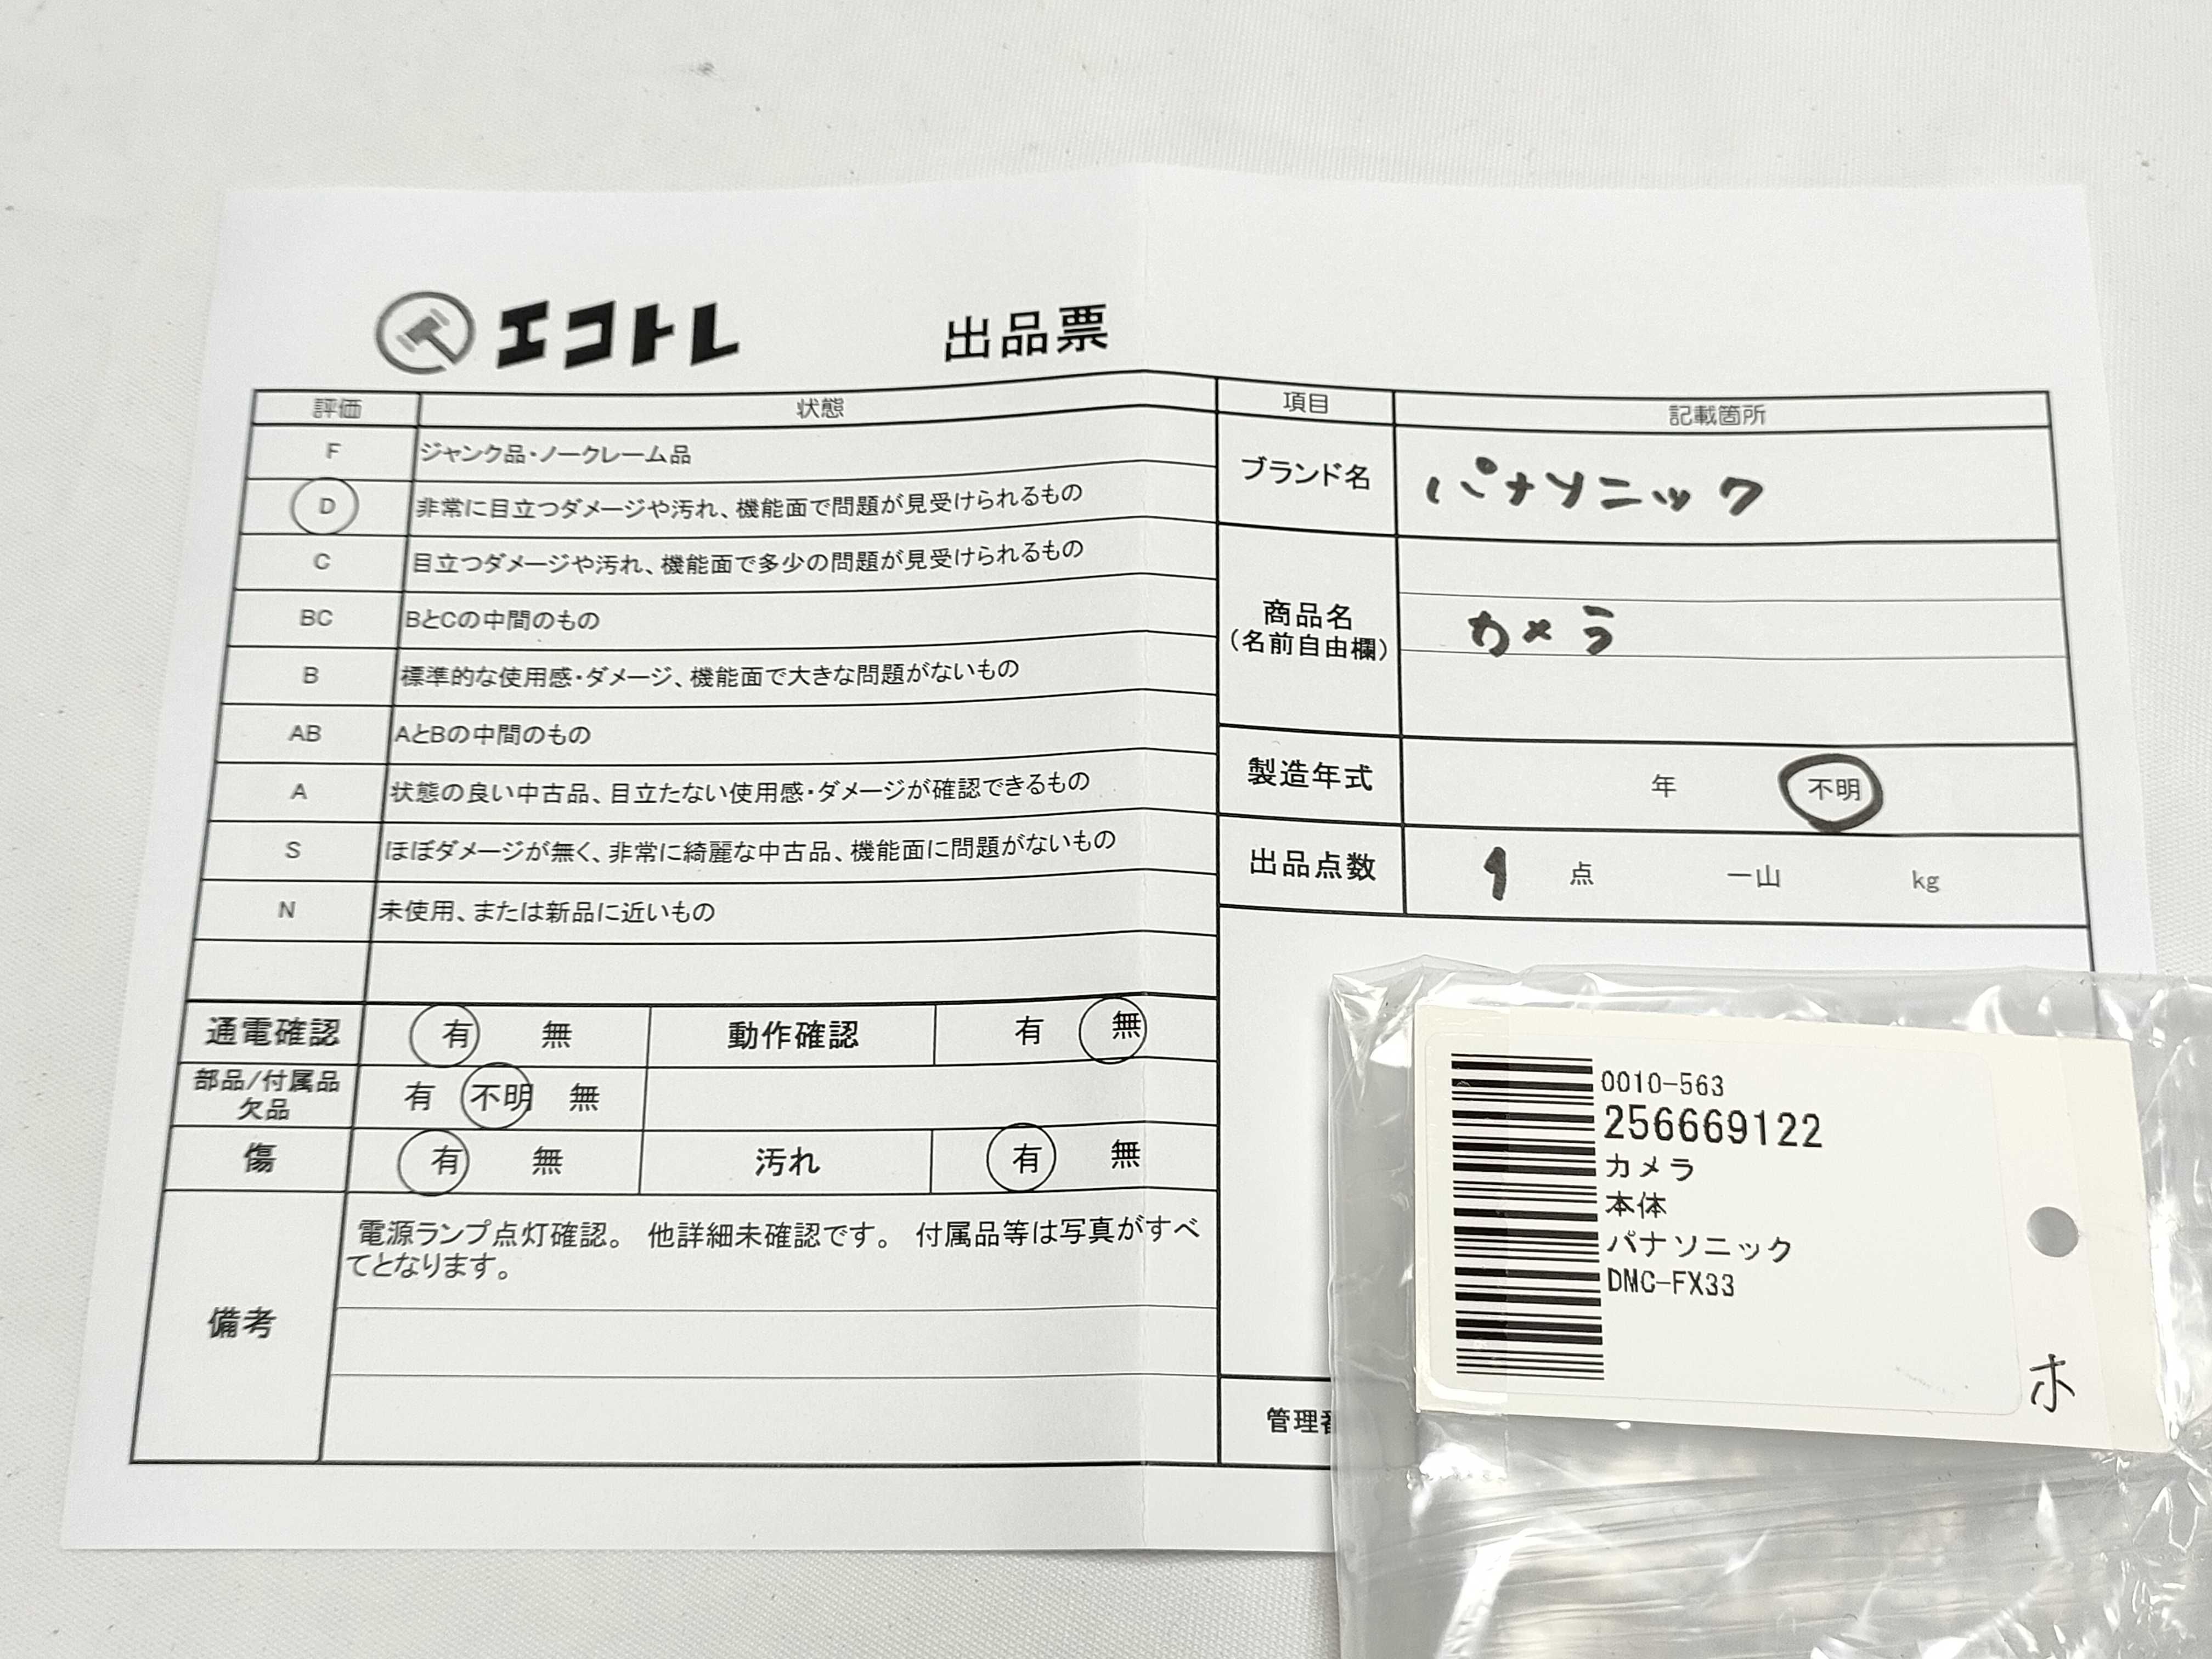 エコトレ 出品票
評価 状態
F ジャンク品・ノークレーム品
D 非常に目立つダメージや汚れ、機能面で問題が見受けられるもの
C 目立つダメージや汚れ、機能面で多少の問題が見受けられるもの
BC BとCの中間のもの
B 標準的な使用感・ダメージ、機能面で大きな問題がないもの
AB AとBの中間のもの
A 状態の良い中古品、目立たない使用感・ダメージが確認できるもの
S ほぼダメージが無く、非常に綺麗な中古品、機能面に問題がないもの
N 未使用、または新品に近いもの
通電確認 有 無 動作確認 有 無
部品/付属品
欠品 有 不明 無
傷 有 無 汚れ 有 無
備考
電源ランプ点灯確認。 他詳細未確認です。 付属品等は写真がすべ
てとなります。
項目 記載箇所
ブランド名 パナソニック
商品名
(名前自由欄) カメラ
製造年式 年 不明
出品点数 1 点 一山 kg
管理
0010-563
256669122
カメラ
本体
パナソニック
DMC-FX33
ホ